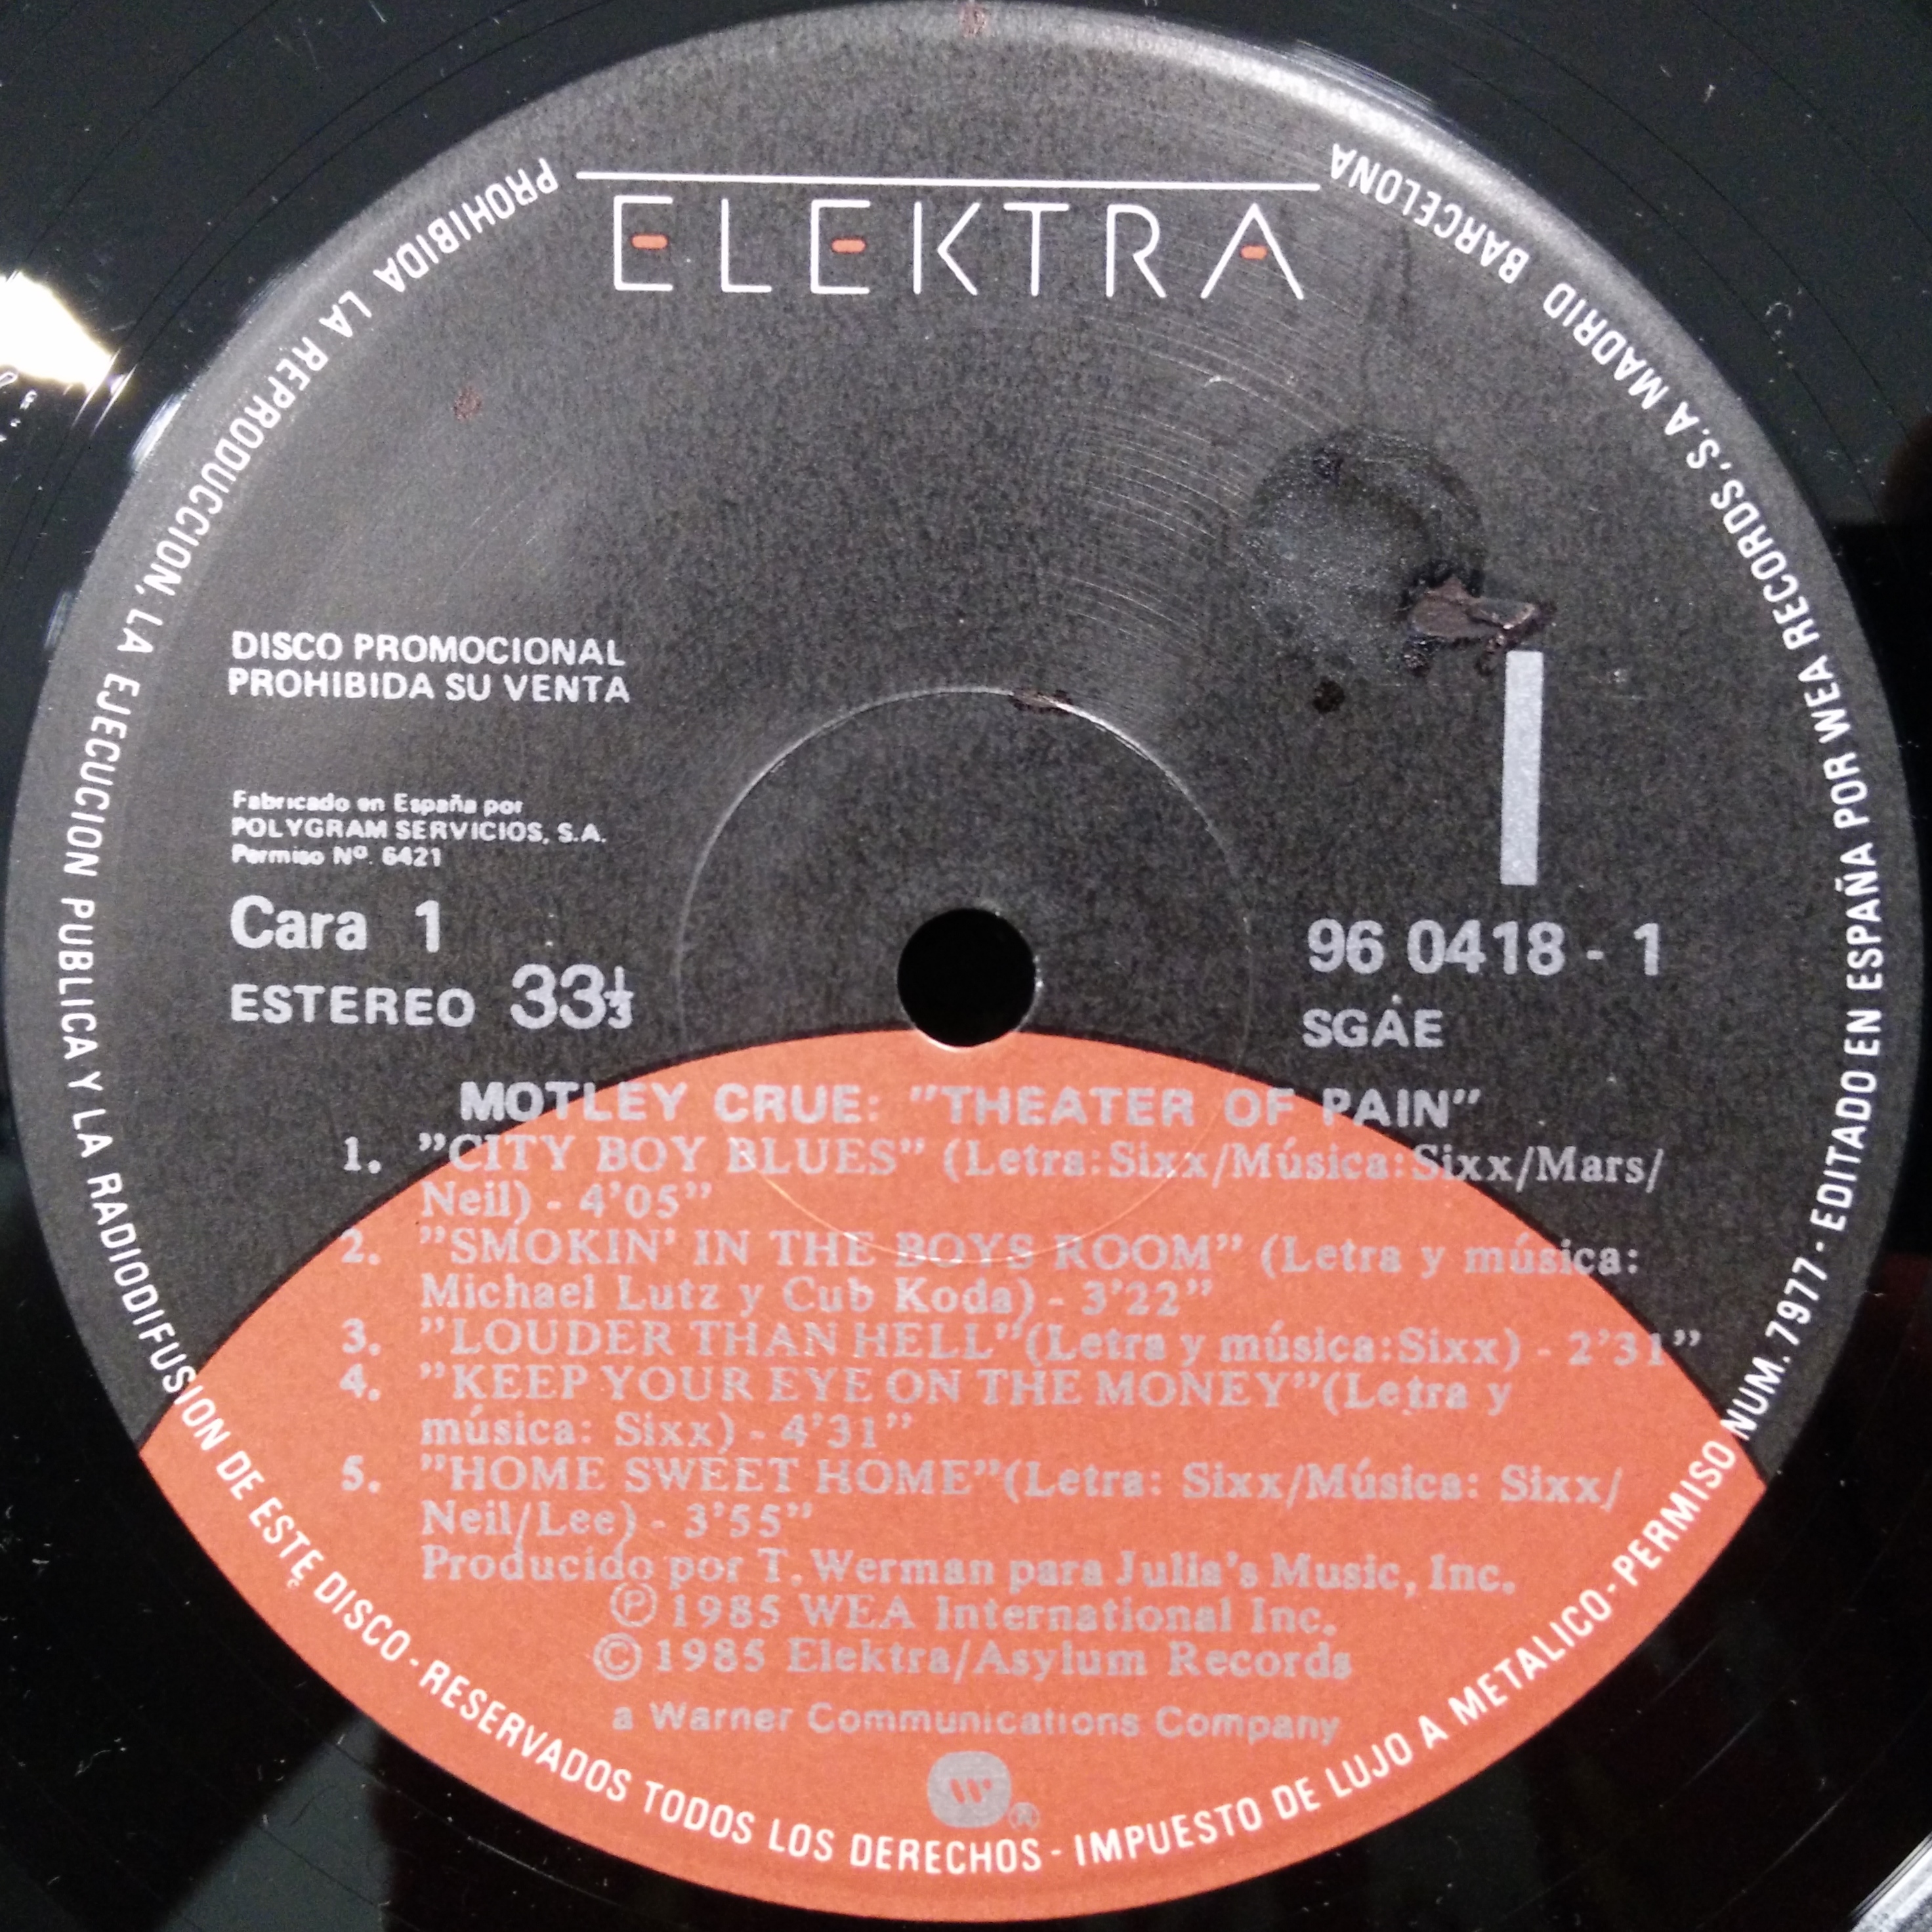 ELEKTRA
DISCO PROMOCIONAL
PROHIBIDA SU VENTA
Fabricado en España por
POLYGRAM SERVICIOS, S.A.
Permiso Nº. 6421
Cara 1
ESTEREO 33⅓
96 0418 - 1
SGAE
MOTLEY CRUE: "THEATER OF PAIN"
1. "CITY BOY BLUES" (Letra:Sixx/Música:Sixx/Mars/
Neil) - 4'05"
2. "SMOKIN' IN THE BOYS ROOM" (Letra y música:
Michael Lutz y Cub Koda) - 3'22"
3. "LOUDER THAN HELL"(Letra y música:Sixx) - 2'31"
4. "KEEP YOUR EYE ON THE MONEY"(Letra y
música: Sixx) - 4'31"
5. "HOME SWEET HOME"(Letra: Sixx/Música: Sixx/
Neil/Lee) - 3'55"
Producido por T. Werman para Julia's Music, Inc.
Ⓟ 1985 WEA International Inc.
© 1985 Elektra/Asylum Records
a Warner Communications Company
W ®
PROHIBIDA LA REPRODUCCION, LA EJECUCION PUBLICA Y LA RADIODIFUSION DE ESTE DISCO - RESERVADOS TODOS LOS DERECHOS - IMPUESTO DE LUJO A METALICO - PERMISO NUM. 7977 - EDITADO EN ESPAÑA POR WEA RECORDS, S.A MADRID BARCELONA